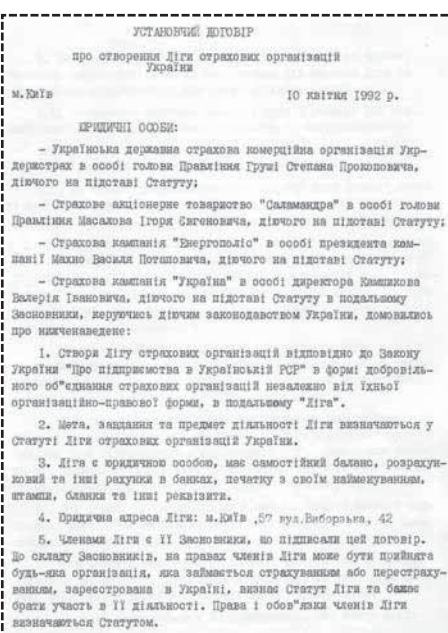 УСТАНОВЧИЙ ДОГОВІР
про створення Ліги страхових організацій
України
м.Київ 10 квітня 1992 р.
ЮРИДИЧНІ ОСОБИ:
– Українська державна страхова комерційна організація Укр-
держстрах в особі голови Правління Груші Степана Прокоповича,
діючого на підставі Статуту;
– Страхове акціонерне товариство "Саламандра" в особі голови
Правління Масалова Ігоря Євгеновича, діючого на підставі Статуту;
– Страхова кампанія "Енергополіс" в особі президента ком-
панії Махно Василя Потаповича, діючого на підставі Статуту;
– Страхова кампанія "Україна" в особі директора Камшикова
Валерія Івановича, діючого на підставі Статуту в подальшому
Засновники, керуючись діючим законодавством України, домовились
про нижченаведене:
1. Створи Лігу страхових організацій відповідно до Закону
України "Про підприємства в Українській РСР" в формі добровіль-
ного об"єднання страхових організацій незалежно від їхньої
організаційно-правової форми, в подальшому "Ліга".
2. Мета, завдання та предмет діяльності Ліги визначаються у
Статуті Ліги страхових організацій України.
3. Ліга є юридичною особою, має самостійний баланс, розрахун-
ковий та інші рахунки в банках, печатку з своїм найменуванням,
штампи, бланки та інші реквізити.
4. Юридична адреса Ліги: м.Київ ,57 вул.Виборзька, 42
5. Членами Ліги є її Засновники, що підписали цей договір.
До складу Засновників, на правах членів Ліги може бути прийнята
будь-яка організація, яка займається страхуванням або перестраху-
ванням, зареєстрована в Україні, визнає Статут Ліги та бажає
брати участь в її діяльності. Права і обов"язки членів Ліги
визначаються Статутом.